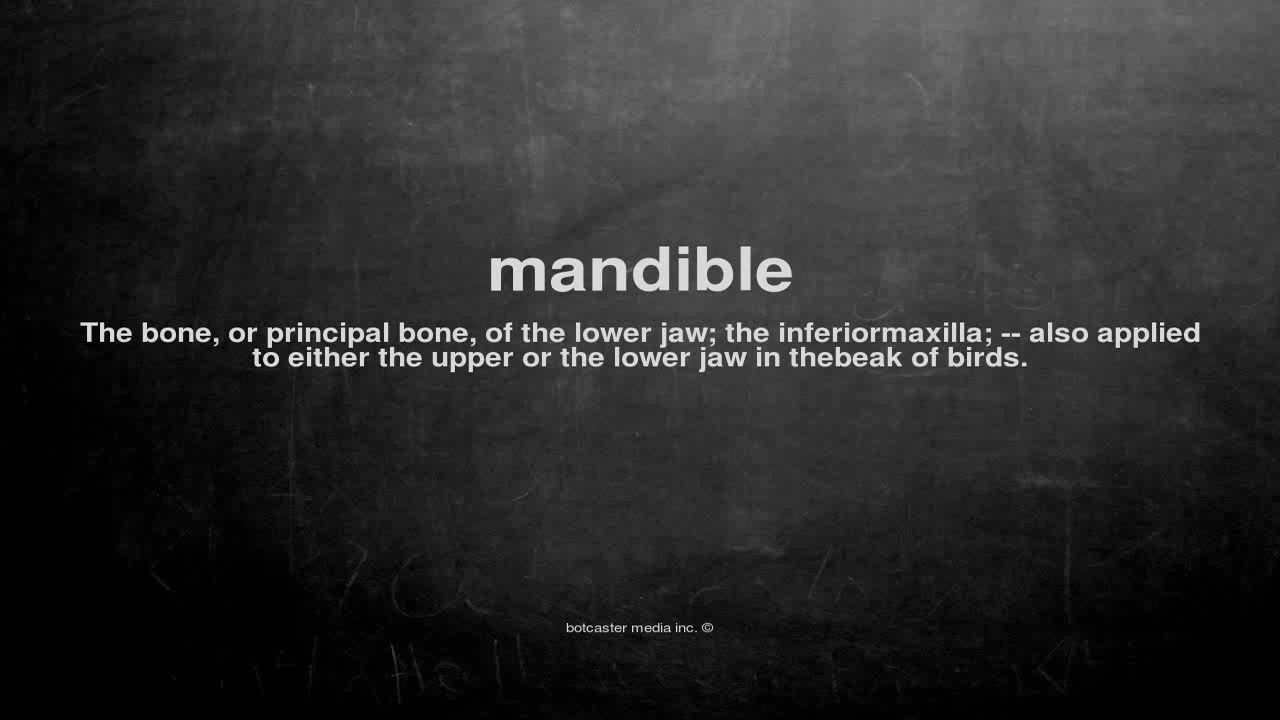 mandible
The bone, or principal bone, of the lower jaw; the inferiormaxilla; -- also applied
to either the upper or the lower jaw in thebeak of birds.
botcaster media inc. ©